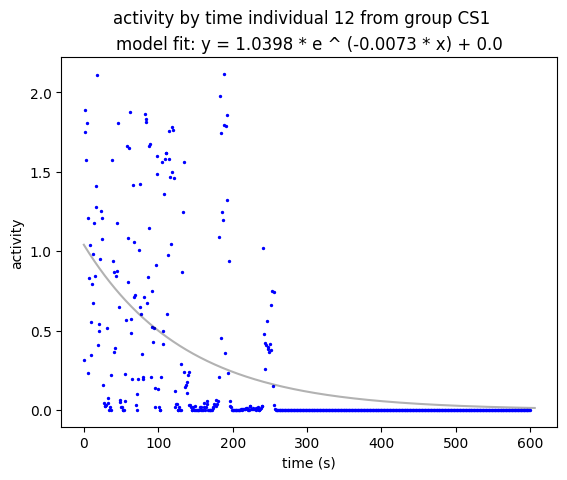 activity by time individual 12 from group CS1
model fit: y = 1.0398 * e ^ (-0.0073 * x) + 0.0
2.0
1.5
1.0
0.5
0.0
activity
0 100 200 300 400 500 600
time (s)